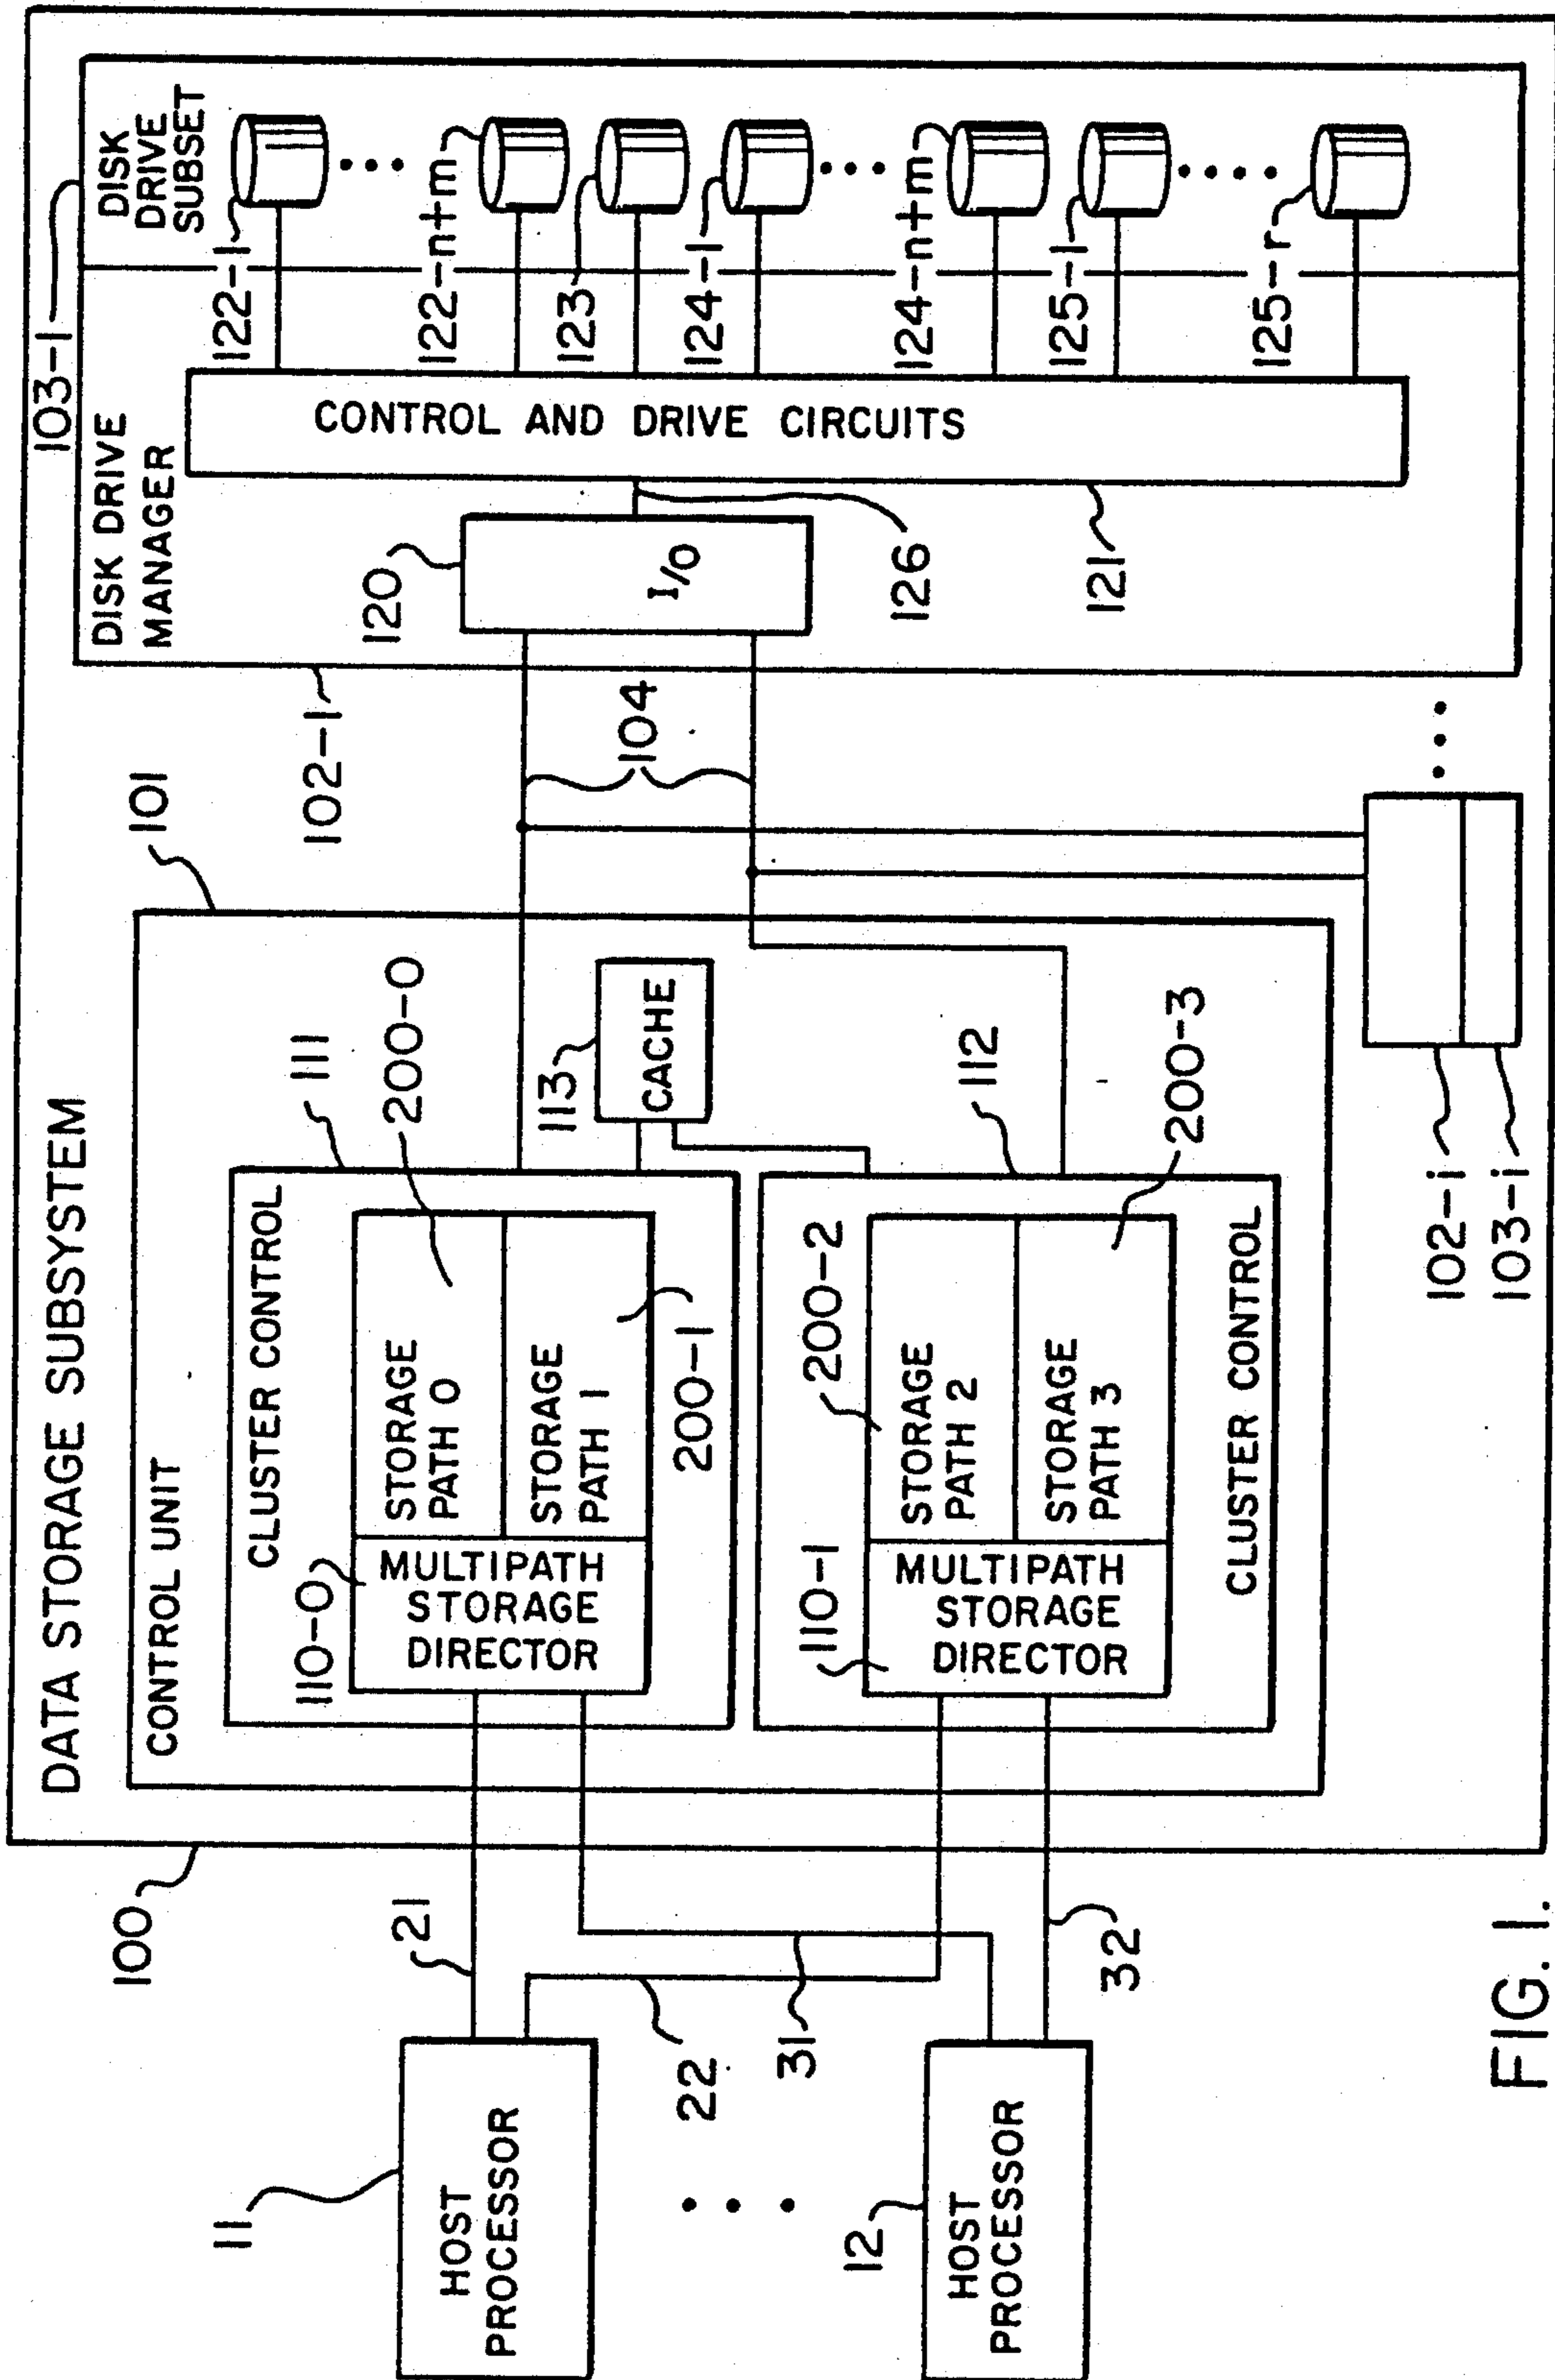 DATA STORAGE SUBSYSTEM
100
CONTROL UNIT
101
CLUSTER CONTROL
111
110-0
MULTIPATH
STORAGE
DIRECTOR
STORAGE
PATH 0
200-0
STORAGE
PATH 1
200-1
113
CACHE
110-1
MULTIPATH
STORAGE
DIRECTOR
200-2
STORAGE
PATH 2
STORAGE
PATH 3
200-3
112
CLUSTER CONTROL
11
HOST
PROCESSOR
21
22
31
32
12
HOST
PROCESSOR
104
102-1
103-1
DISK DRIVE
MANAGER
DISK
DRIVE
SUBSET
120
I/O
126
CONTROL AND DRIVE CIRCUITS
121
122-1
122-n+m
123
124-1
124-n+m
125-1
125-r
102-i
103-i
FIG. 1.